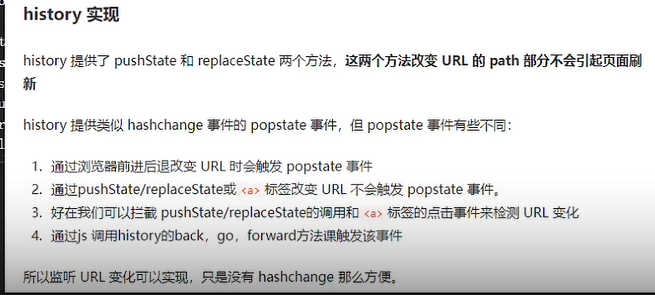 history 实现
history 提供了 pushState 和 replaceState 两个方法，这两个方法改变 URL 的 path 部分不会引起页面刷
新
history 提供类似 hashchange 事件的 popstate 事件，但 popstate 事件有些不同：
1. 通过浏览器前进后退改变 URL 时会触发 popstate 事件
2. 通过pushState/replaceState或 <a> 标签改变 URL 不会触发 popstate 事件。
3. 好在我们可以拦截 pushState/replaceState的调用和 <a> 标签的点击事件来检测 URL 变化
4. 通过js 调用history的back，go，forward方法课触发该事件
所以监听 URL 变化可以实现，只是没有 hashchange 那么方便。